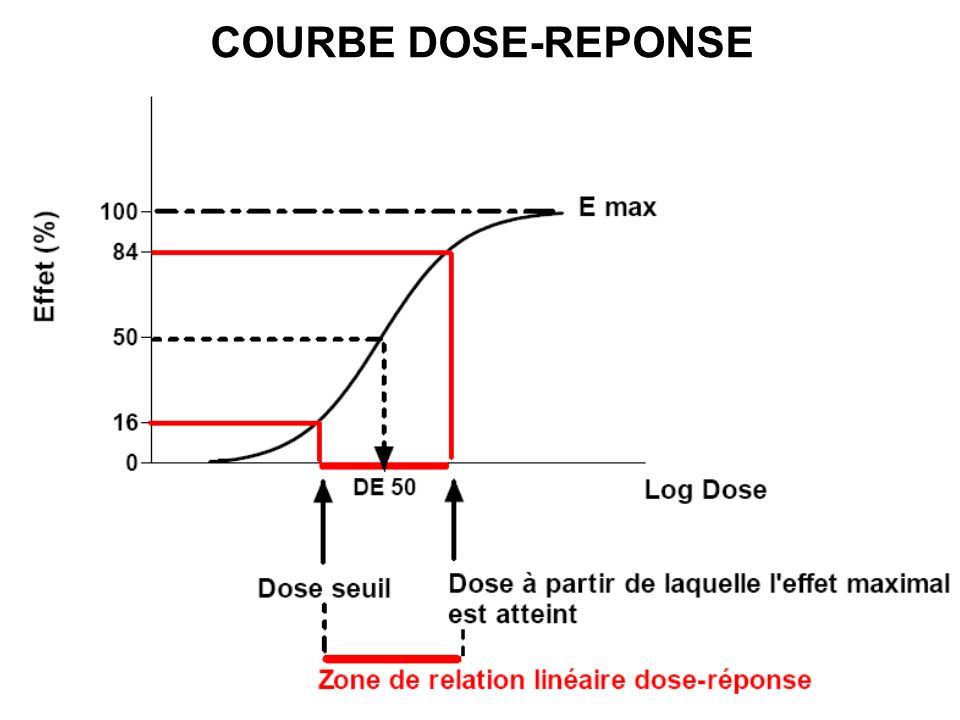 COURBE DOSE-REPONSE
Effet (%)
100
84
50
16
0
E max
DE 50
Log Dose
Dose seuil
Dose à partir de laquelle l'effet maximal
est atteint
Zone de relation linéaire dose-réponse